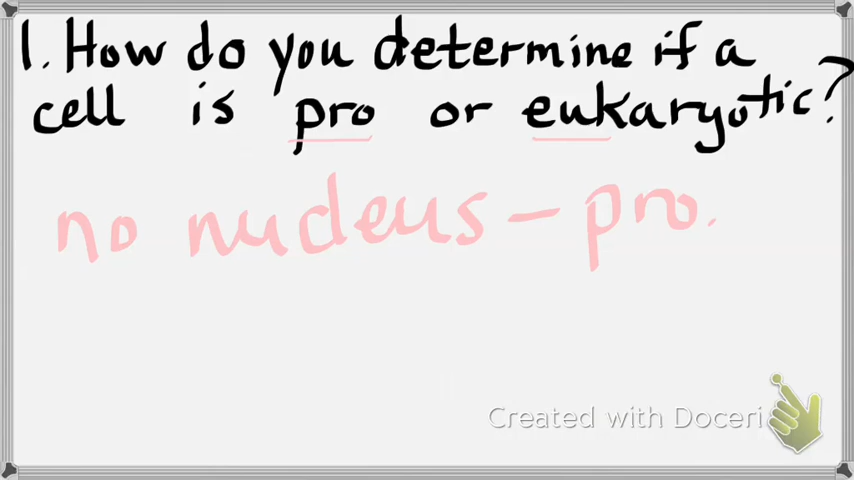 1. How do you determine if a
cell is pro or eukaryotic?
no nucleus - pro.
Created with Doceri